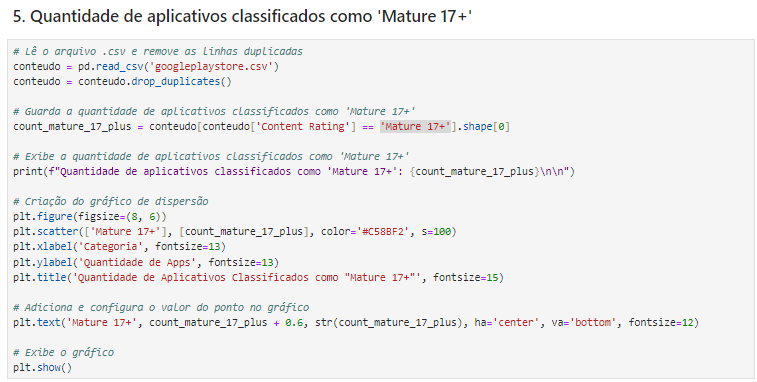 5. Quantidade de aplicativos classificados como 'Mature 17+'
# Lê o arquivo .csv e remove as linhas duplicadas
conteudo = pd.read_csv('googleplaystore.csv')
conteudo = conteudo.drop_duplicates()
# Guarda a quantidade de aplicativos classificados como 'Mature 17+'
count_mature_17_plus = conteudo[conteudo['Content Rating'] == 'Mature 17+'].shape[0]
# Exibe a quantidade de aplicativos classificados como 'Mature 17+'
print(f"Quantidade de aplicativos classificados como 'Mature 17+': {count_mature_17_plus}\n\n")
# Criação do gráfico de dispersão
plt.figure(figsize=(8, 6))
plt.scatter(['Mature 17+'], [count_mature_17_plus], color='#C58BF2', s=100)
plt.xlabel('Categoria', fontsize=13)
plt.ylabel('Quantidade de Apps', fontsize=13)
plt.title('Quantidade de Aplicativos Classificados como "Mature 17+"', fontsize=15)
# Adiciona e configura o valor do ponto no gráfico
plt.text('Mature 17+', count_mature_17_plus + 0.6, str(count_mature_17_plus), ha='center', va='bottom', fontsize=12)
# Exibe o gráfico
plt.show()